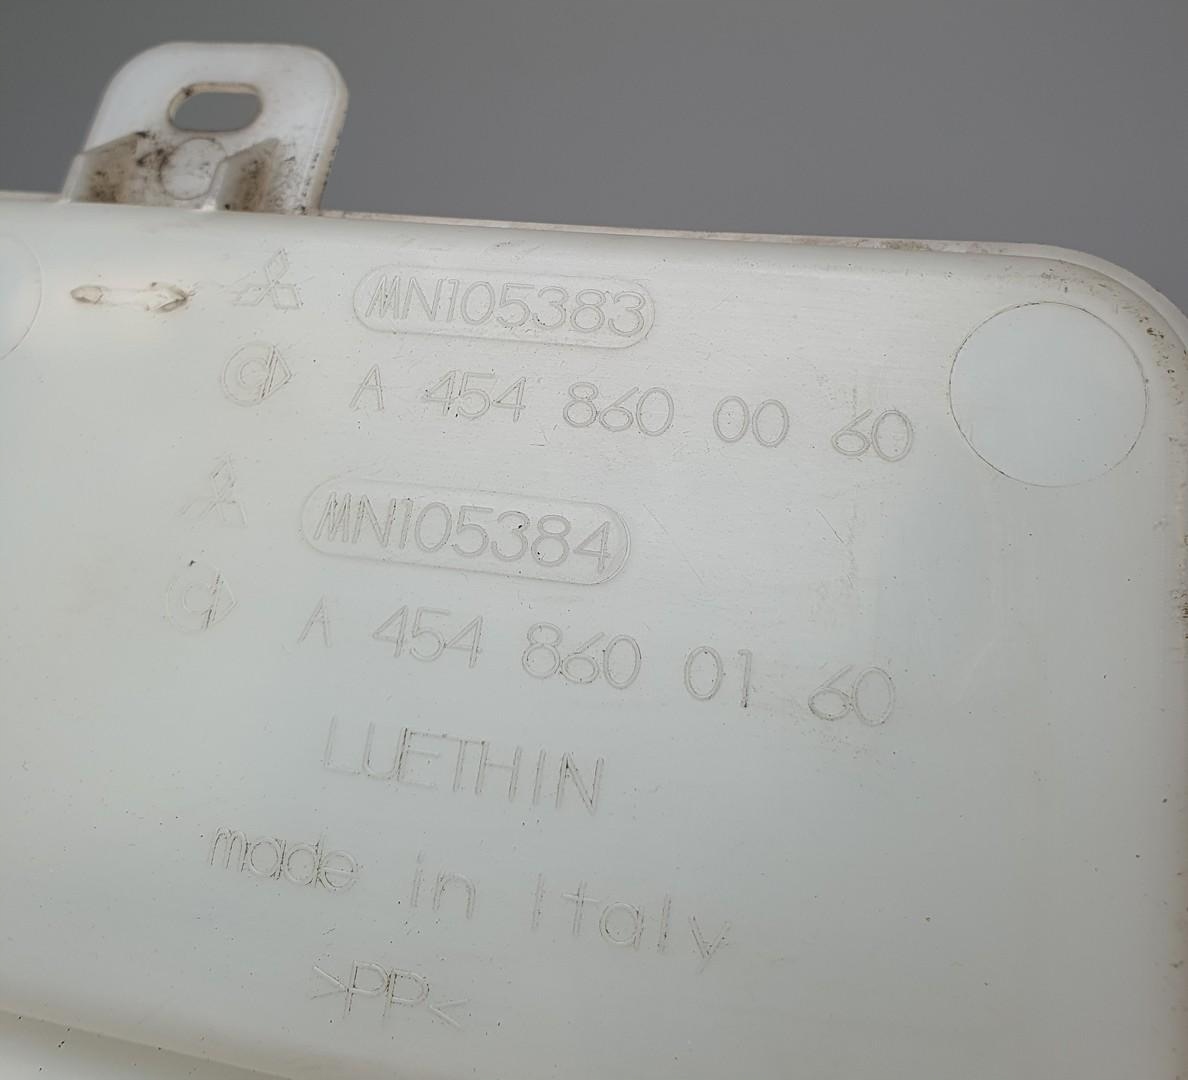 MN105383
A 454 860 00 60
MN105384
A 454 860 01 60
LUETHIN
made in Italy
>PP<